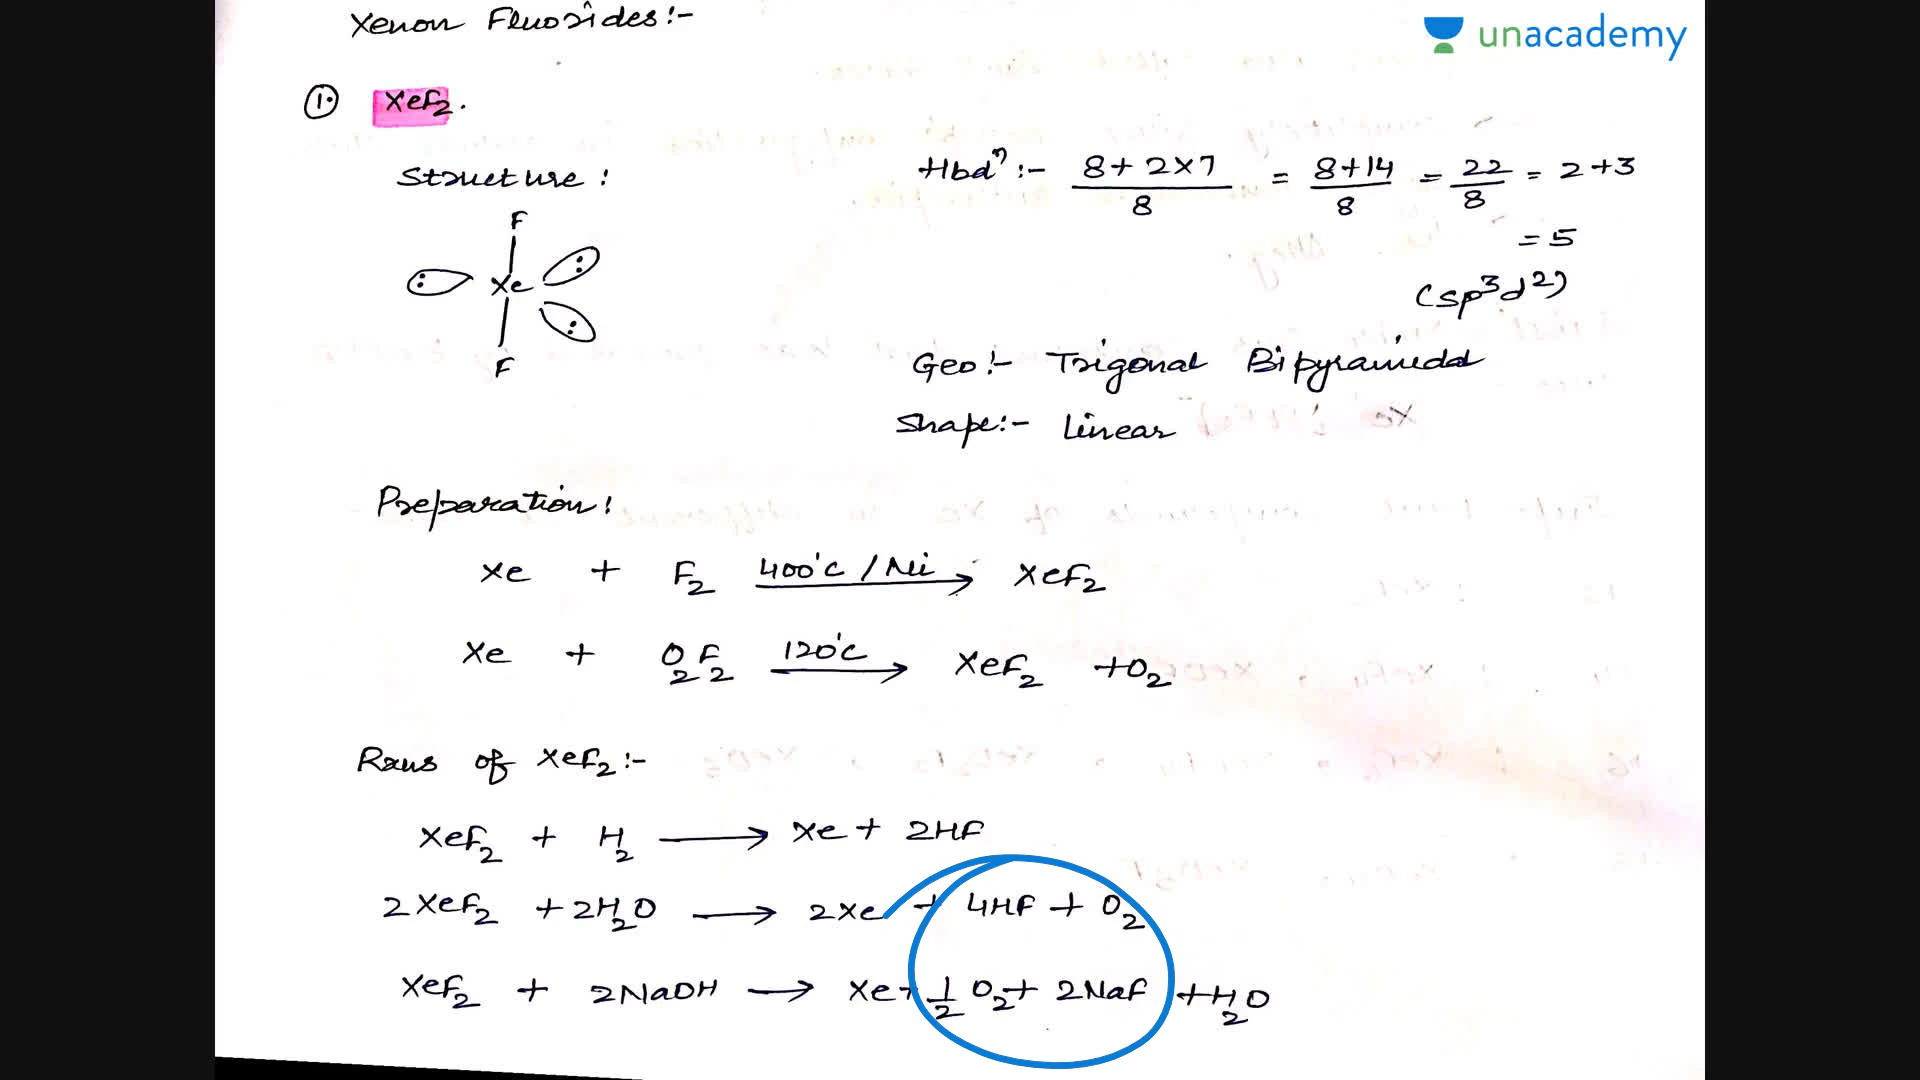 Xenon Fluorides:-
unacademy
1. XeF2.
Structure:
Hbdn:- 8+2×7/8 = 8+14/8 = 22/8 = 2+3
=5
(sp3d2)
F
Xe
F
Geo:- Trigonal Bipyramidal
Shape:- Linear
Preparation:
Xe + F2 400°C/Ni → XeF2
Xe + O2F2 120°C → XeF2 +O2
Rxns of XeF2:-
XeF2 + H2 → Xe + 2HF
2XeF2 + 2H2O → 2Xe + 4HF + O2
XeF2 + 2NaOH → Xe + 1/2 O2 + 2NaF + H2O